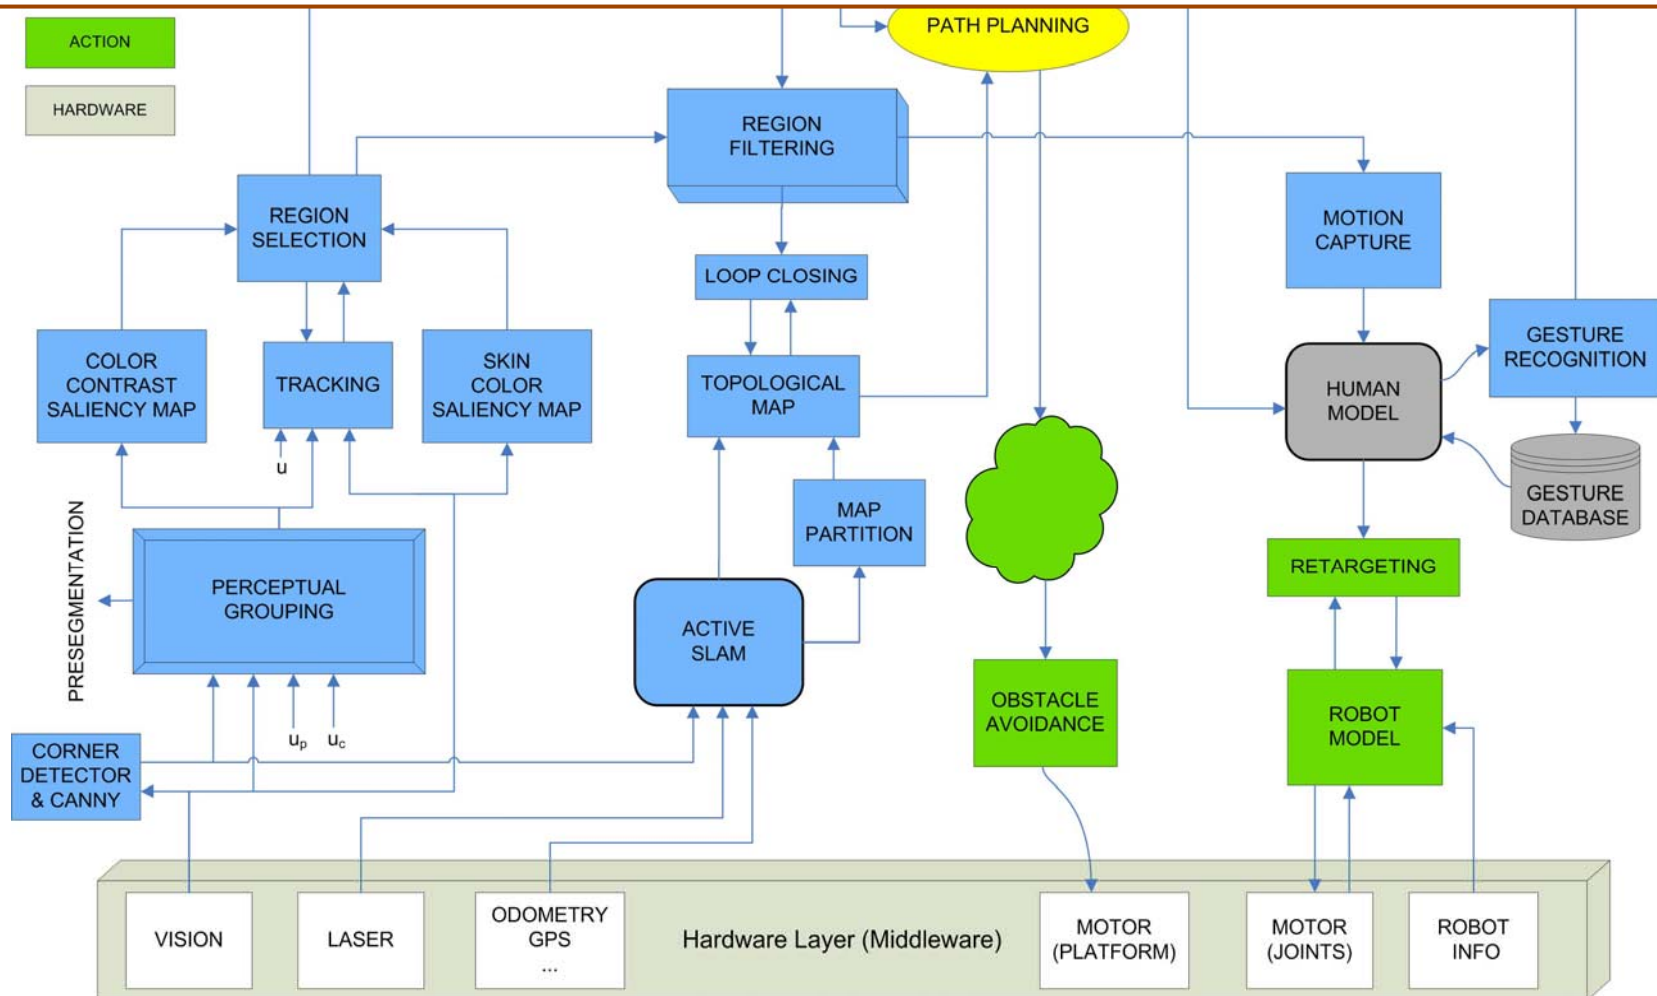 ACTION
HARDWARE
PATH PLANNING
REGION
FILTERING
REGION
SELECTION
MOTION
CAPTURE
LOOP CLOSING
COLOR
CONTRAST
SALIENCY MAP
TRACKING
SKIN
COLOR
SALIENCY MAP
TOPOLOGICAL
MAP
HUMAN
MODEL
GESTURE
RECOGNITION
u
MAP
PARTITION
GESTURE
DATABASE
PRESEGMENTATION
PERCEPTUAL
GROUPING
RETARGETING
ACTIVE
SLAM
OBSTACLE
AVOIDANCE
ROBOT
MODEL
up
uc
CORNER
DETECTOR
& CANNY
VISION
LASER
ODOMETRY
GPS
...
Hardware Layer (Middleware)
MOTOR
(PLATFORM)
MOTOR
(JOINTS)
ROBOT
INFO